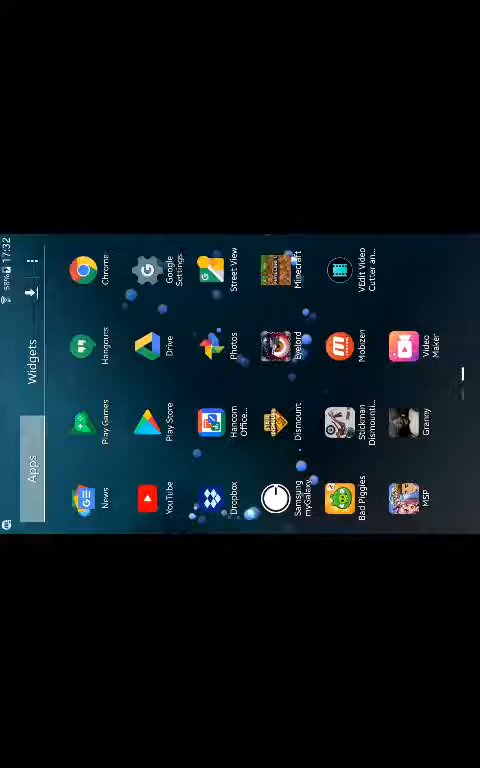 58% 17:32
Apps
Widgets
News
Play Games
Hangouts
Chrome
YouTube
Play Store
Drive
Google
Settings
Dropbox
Hancom
Office...
Photos
Street View
Samsung
myGalaxy
Dismount
Eyelord
Minecraft
Bad Piggies
Stickman
Dismounti...
Mobizen
VEdit Video
Cutter an...
MSP
Granny
Video
Maker